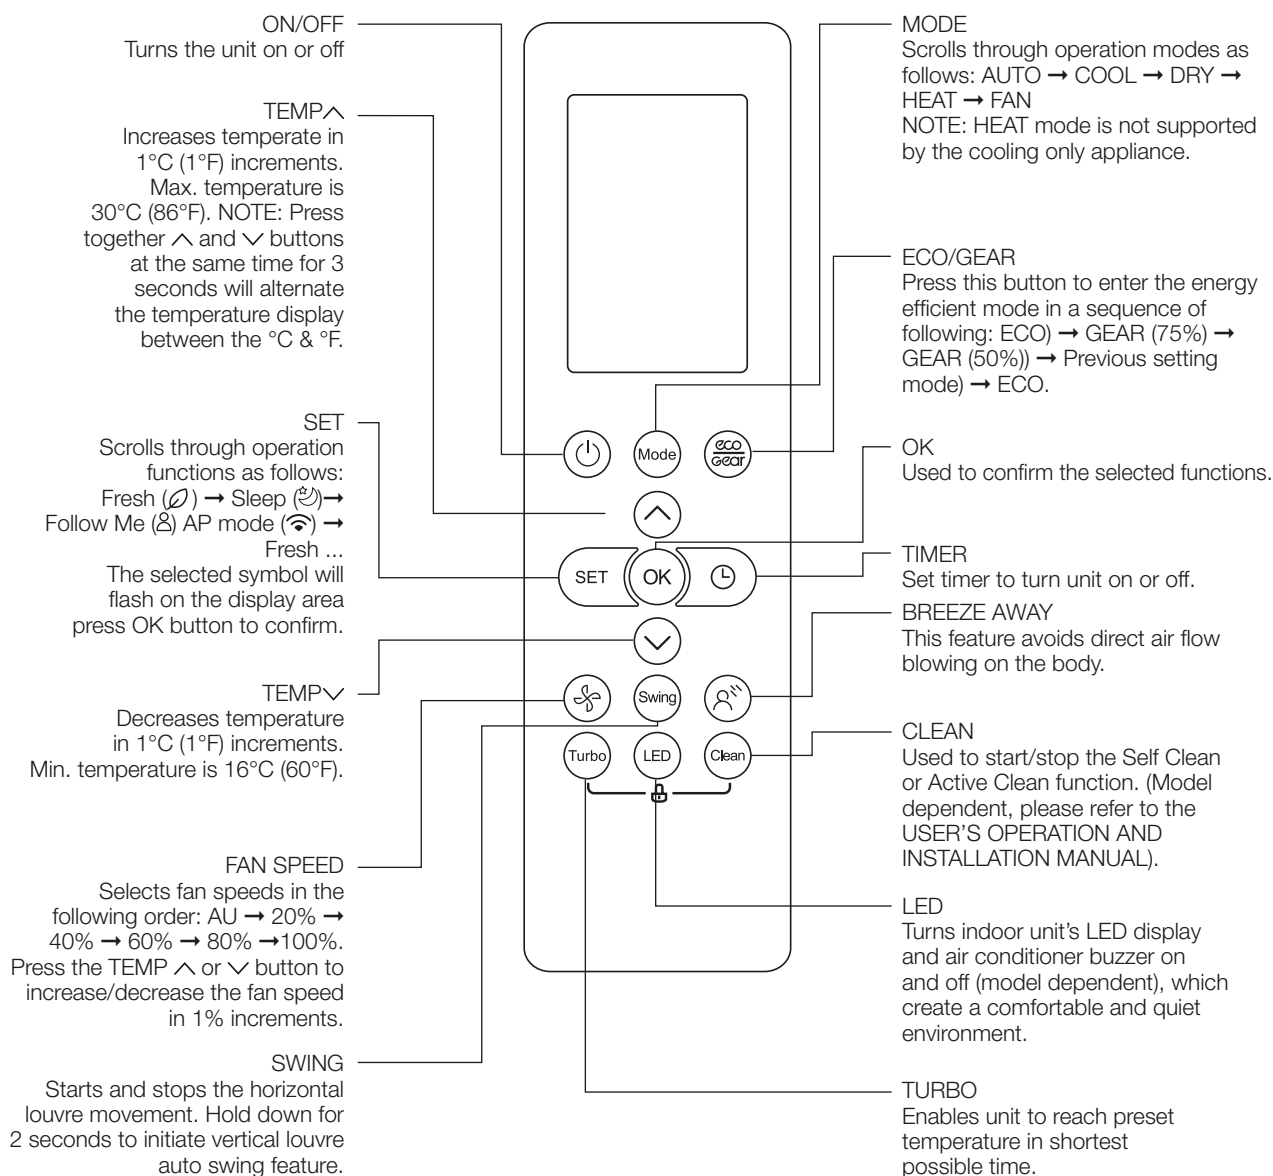 ON/OFF
Turns the unit on or off
TEMP︿
Increases temperate in
1°C (1°F) increments.
Max. temperature is
30°C (86°F). NOTE: Press
together ︿ and ﹀ buttons
at the same time for 3
seconds will alternate
the temperature display
between the °C & °F.
SET
Scrolls through operation
functions as follows:
Fresh ( ) → Sleep ( )→
Follow Me ( ) AP mode ( ) →
Fresh ...
The selected symbol will
flash on the display area
press OK button to confirm.
TEMP﹀
Decreases temperature
in 1°C (1°F) increments.
Min. temperature is 16°C (60°F).
FAN SPEED
Selects fan speeds in the
following order: AU → 20% →
40% → 60% → 80% →100%.
Press the TEMP ︿ or ﹀ button to
increase/decrease the fan speed
in 1% increments.
SWING
Starts and stops the horizontal
louvre movement. Hold down for
2 seconds to initiate vertical louvre
auto swing feature.
Mode
eco
Gear
SET
OK
Swing
Turbo
LED
Clean
MODE
Scrolls through operation modes as
follows: AUTO → COOL → DRY →
HEAT → FAN
NOTE: HEAT mode is not supported
by the cooling only appliance.
ECO/GEAR
Press this button to enter the energy
efficient mode in a sequence of
following: ECO) → GEAR (75%) →
GEAR (50%)) → Previous setting
mode) → ECO.
OK
Used to confirm the selected functions.
TIMER
Set timer to turn unit on or off.
BREEZE AWAY
This feature avoids direct air flow
blowing on the body.
CLEAN
Used to start/stop the Self Clean
or Active Clean function. (Model
dependent, please refer to the
USER'S OPERATION AND
INSTALLATION MANUAL).
LED
Turns indoor unit's LED display
and air conditioner buzzer on
and off (model dependent), which
create a comfortable and quiet
environment.
TURBO
Enables unit to reach preset
temperature in shortest
possible time.